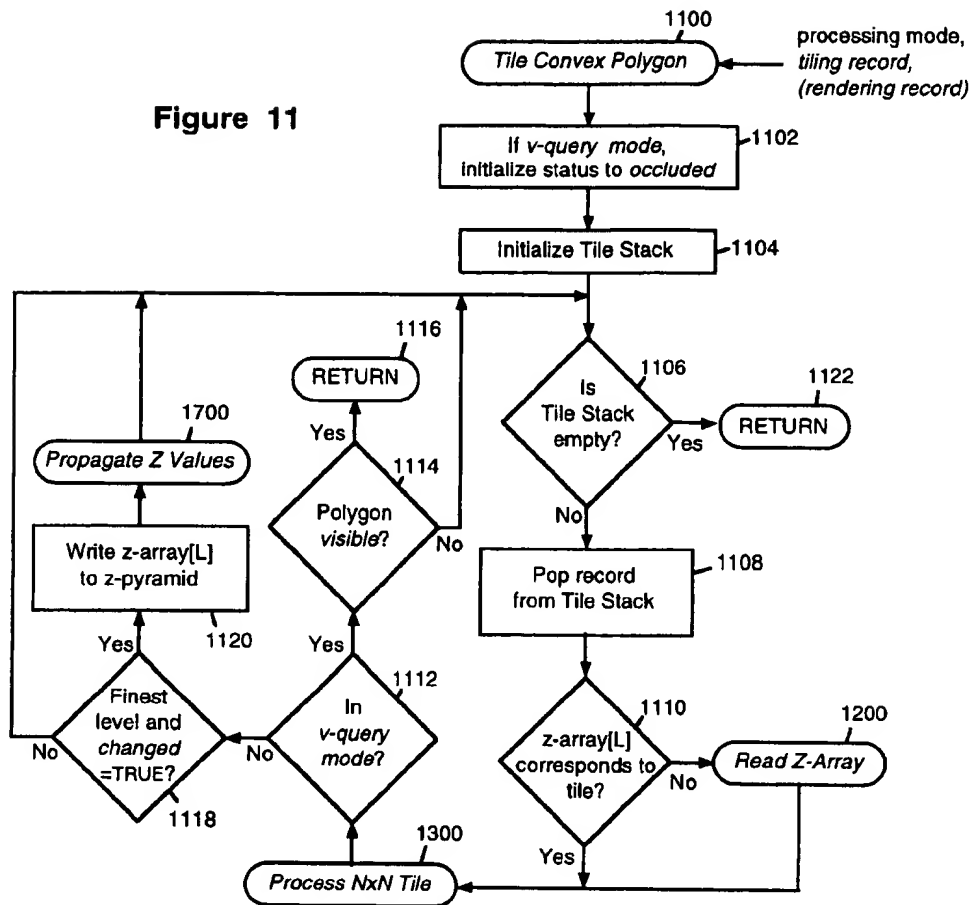 Figure 11
1100
Tile Convex Polygon
processing mode,
tiling record,
(rendering record)
1102
If v-query mode,
initialize status to occluded
Initialize Tile Stack
1104
1106
Is
Tile Stack
empty?
Yes
No
1122
RETURN
1108
Pop record
from Tile Stack
1110
z-array[L]
corresponds to
tile?
No
Yes
1200
Read Z-Array
1300
Process NxN Tile
1112
In
v-query
mode?
Yes
No
1114
Polygon
visible?
Yes
No
1116
RETURN
Finest
level and
changed
=TRUE?
1118
Yes
No
Write z-array[L]
to z-pyramid
1120
1700
Propagate Z Values